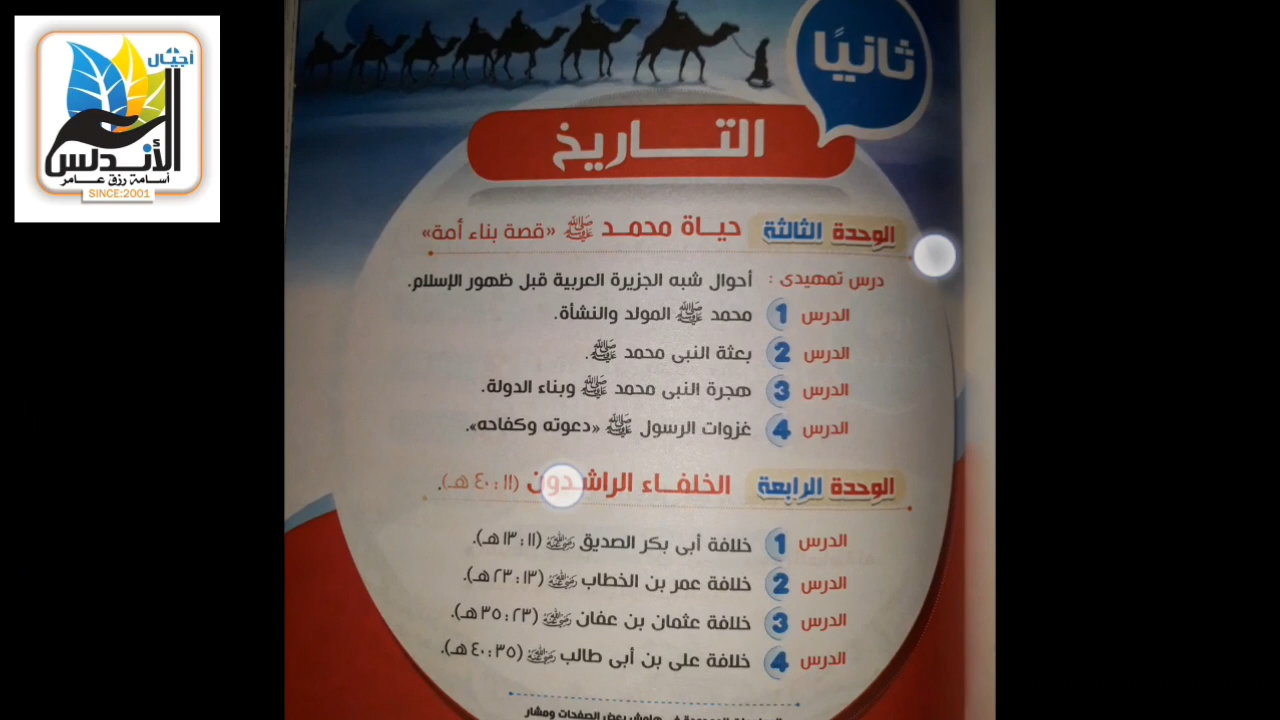 أجيال
الأندلس
أسامة رزق عامر
SINCE:2001
ثانيًا
التاريخ
الوحدة الثالثة حياة محمد ﷺ «قصة بناء أمة»
درس تمهيدى : أحوال شبه الجزيرة العربية قبل ظهور الإسلام.
الدرس 1 محمد ﷺ المولد والنشأة.
الدرس 2 بعثة النبى محمد ﷺ.
الدرس 3 هجرة النبى محمد ﷺ وبناء الدولة.
الدرس 4 غزوات الرسول ﷺ «دعوته وكفاحه».
الوحدة الرابعة الخلفاء الراشدون (١١ : ٤٠ هـ).
الدرس 1 خلافة أبى بكر الصديق رضي الله عنه (١١ : ١٣ هـ).
الدرس 2 خلافة عمر بن الخطاب رضي الله عنه (١٣ : ٢٣ هـ).
الدرس 3 خلافة عثمان بن عفان رضي الله عنه (٢٣ : ٣٥ هـ).
الدرس 4 خلافة على بن أبى طالب رضي الله عنه (٣٥ : ٤٠ هـ).
فى هامش بعض الصفحات ومشار